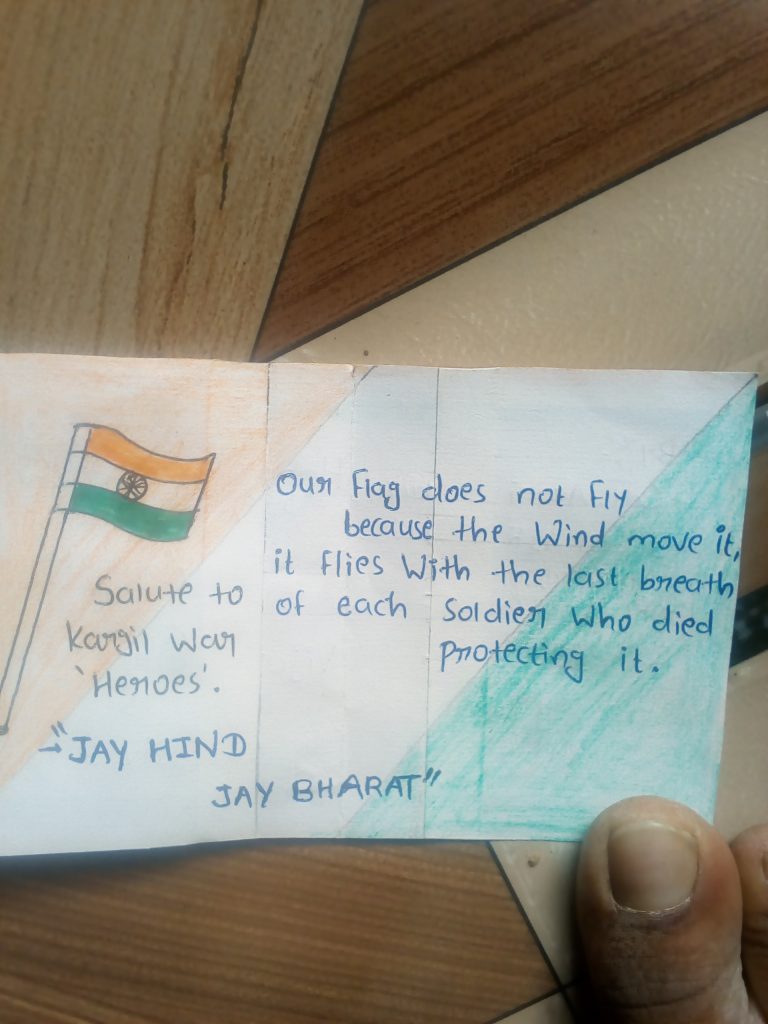 Salute to
Kargil War
'Heroes'.
→"JAY HIND
JAY BHARAT"
Our Flag does not fly
because the Wind move it,
it flies With the last breath
of each soldier Who died
protecting it.